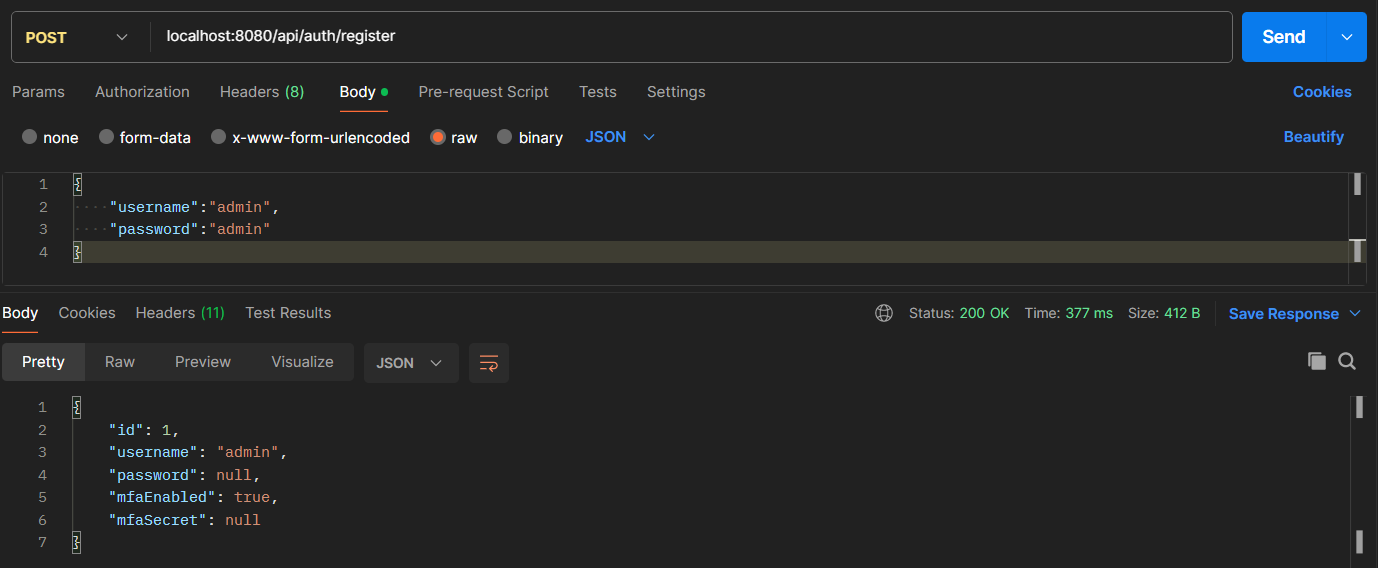 POST localhost:8080/api/auth/register Send
Params Authorization Headers (8) Body Pre-request Script Tests Settings Cookies
none form-data x-www-form-urlencoded raw binary JSON Beautify
1 {
2 "username":"admin",
3 "password":"admin"
4 }
Body Cookies Headers (11) Test Results Status: 200 OK Time: 377 ms Size: 412 B Save Response
Pretty Raw Preview Visualize JSON
1 {
2 "id": 1,
3 "username": "admin",
4 "password": null,
5 "mfaEnabled": true,
6 "mfaSecret": null
7 }